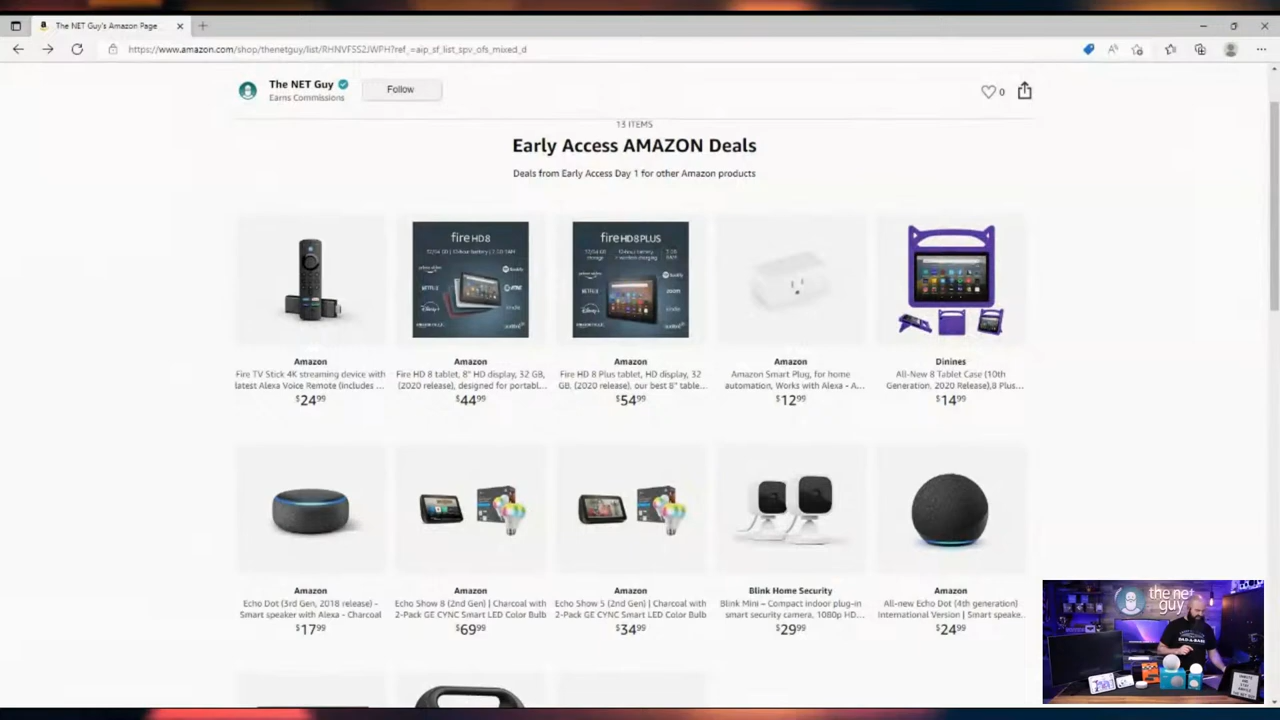 The NET Guy's Amazon Page
https://www.amazon.com/shop/thenetguy/list/RHNVFSS2JWPH?ref_=aip_sf_list_spv_ofs_mixed_d
The NET Guy
Follow
0
Earns Commissions
13 ITEMS
Early Access AMAZON Deals
Deals from Early Access Day 1 for other Amazon products
fire HD 8
fire HD 8 PLUS
Amazon
Fire TV Stick 4K streaming device with
latest Alexa Voice Remote (includes ...
$24.99
Amazon
Fire HD 8 tablet, 8" HD display, 32 GB,
(2020 release), designed for portabl...
$44.99
Amazon
Fire HD 8 Plus tablet, HD display, 32
GB, (2020 release), our best 8" table...
$54.99
Amazon
Amazon Smart Plug, for home
automation, Works with Alexa - A...
$12.99
Dinines
All-New 8 Tablet Case (10th
Generation, 2020 Release),8 Plus...
$14.99
Amazon
Echo Dot (3rd Gen, 2018 release) -
Smart speaker with Alexa - Charcoal
$17.99
Amazon
Echo Show 8 (2nd Gen) | Charcoal with
2-Pack GE CYNC Smart LED Color Bulb
$69.99
Amazon
Echo Show 5 (2nd Gen) | Charcoal with
2-Pack GE CYNC Smart LED Color Bulb
$34.99
Blink Home Security
Blink Mini – Compact indoor plug-in
smart security camera, 1080p HD...
$29.99
Amazon
All-new Echo Dot (4th generation)
International Version | Smart speake..
$24.99
the net
guy